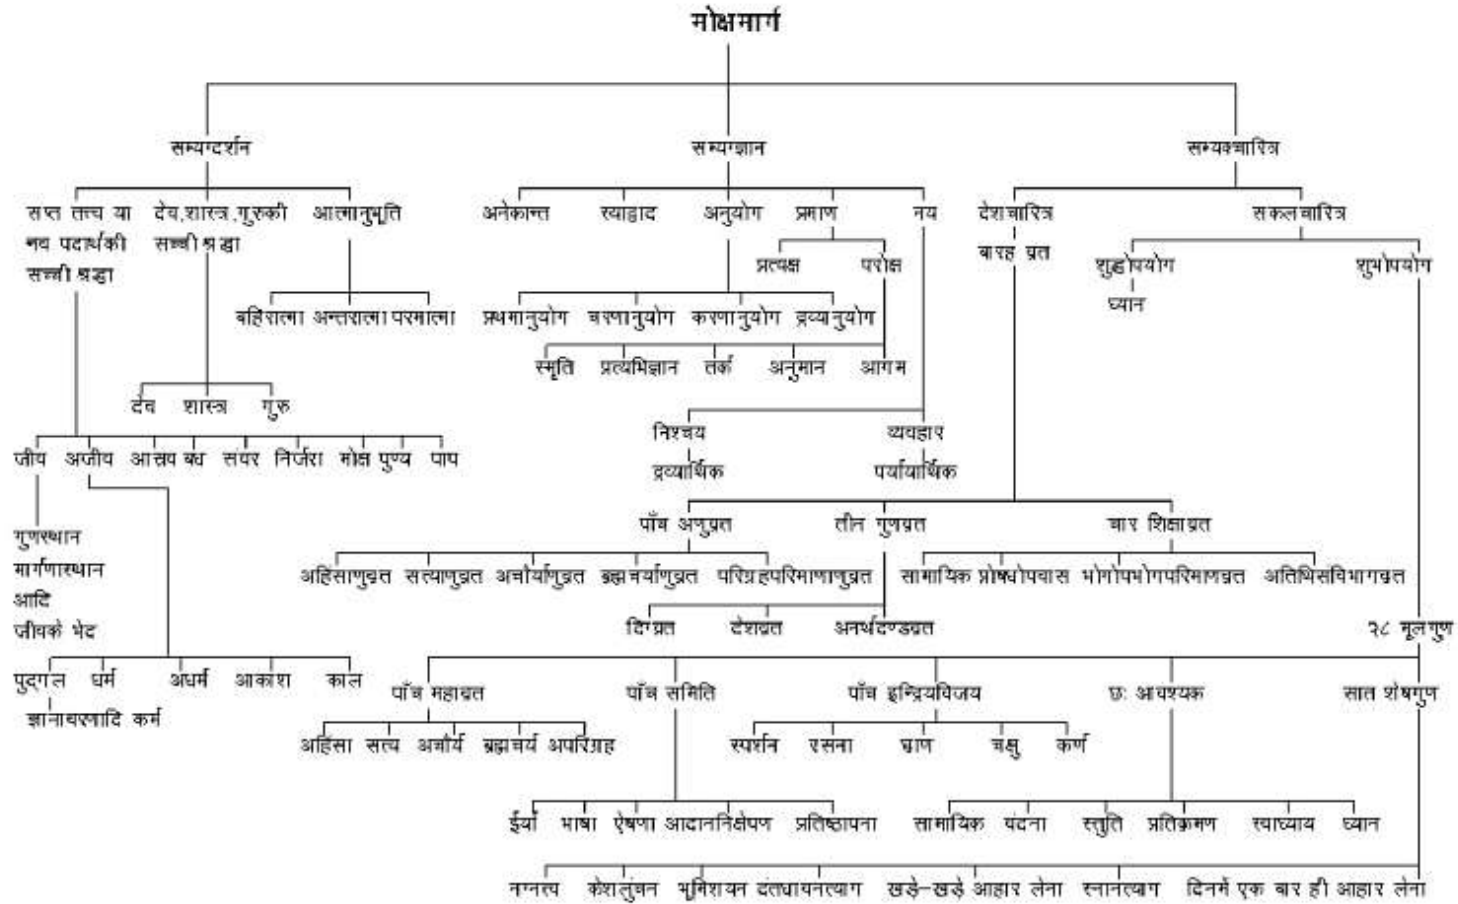 मोक्षमार्ग
सम्यग्दर्शन सम्यग्ज्ञान सम्यक्चारित्र
सप्त तत्त्व या देव,शास्त्र,गुरुकी आत्मानुभूति अनेकान्त स्याद्वाद अनुयोग प्रमाण नय देशचारित्र सकलचारित्र
नव पदार्थकी सच्ची श्रद्धा बारह व्रत
सच्ची श्रद्धा प्रत्यक्ष परोक्ष शुद्धोपयोग शुभोपयोग
ध्यान
बहिरात्मा अन्तरात्मा परमात्मा प्रथमानुयोग चरणानुयोग करणानुयोग द्रव्यानुयोग
स्मृति प्रत्यभिज्ञान तर्क अनुमान आगम
देव शास्त्र गुरु
निश्चय व्यवहार
जीव अजीव आस्रव बंध संवर निर्जरा मोक्ष पुण्य पाप द्रव्यार्थिक पर्यायार्थिक
पाँच अणुव्रत तीन गुणव्रत चार शिक्षाव्रत
गुणस्थान
मार्गणास्थान अहिंसाणुव्रत सत्याणुव्रत अचौर्याणुव्रत ब्रह्मचर्याणुव्रत परिग्रहपरिमाणाणुव्रत सामायिक प्रोषधोपवास भोगोपभोगपरिमाणव्रत अतिथिसंविभागव्रत
आदि
जीवके भेद दिग्व्रत देशव्रत अनर्थदण्डव्रत २८ मूलगुण
पुद्गल धर्म अधर्म आकाश काल पाँच महाव्रत पाँच समिति पाँच इन्द्रियविजय छः आवश्यक सात शेषगुण
ज्ञानावरणादि कर्म
अहिंसा सत्य अचौर्य ब्रह्मचर्य अपरिग्रह स्पर्शन रसना घ्राण चक्षु कर्ण
ईर्या भाषा ऐषणा आदाननिक्षेपण प्रतिष्ठापना सामायिक वंदना स्तुति प्रतिक्रमण स्वाध्याय ध्यान
नग्नत्व केशलुंचन भूमिशयन दंतधावनत्याग खड़े-खड़े आहार लेना स्नानत्याग दिनमें एक बार ही आहार लेना